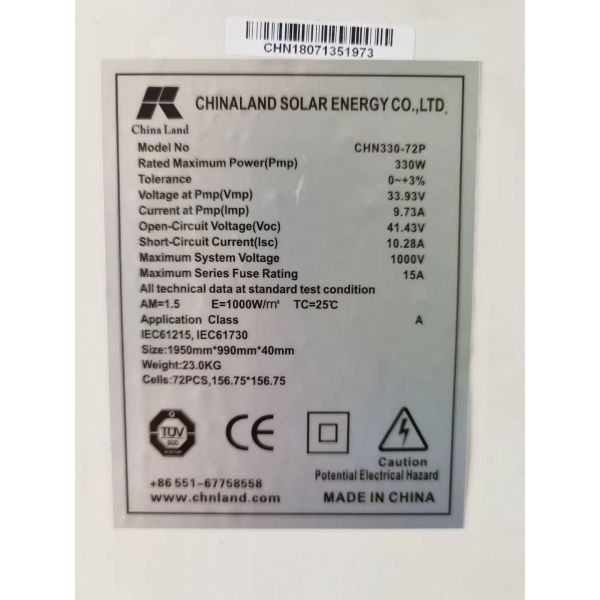 CHN18071351973
CHINALAND SOLAR ENERGY CO.,LTD.
China Land
Model No CHN330-72P
Rated Maximum Power(Pmp) 330W
Tolerance 0~+3%
Voltage at Pmp(Vmp) 33.93V
Current at Pmp(Imp) 9.73A
Open-Circuit Voltage(Voc) 41.43V
Short-Circuit Current(Isc) 10.28A
Maximum System Voltage 1000V
Maximum Series Fuse Rating 15A
All technical data at standard test condition
AM=1.5 E=1000W/㎡ TC=25℃
Application Class A
IEC61215, IEC61730
Size:1950mm*990mm*40mm
Weight:23.0KG
Cells:72PCS,156.75*156.75
TÜV
SÜD
CE
Caution
Potential Electrical Hazard
+86 551-67758558
www.chnland.com
MADE IN CHINA